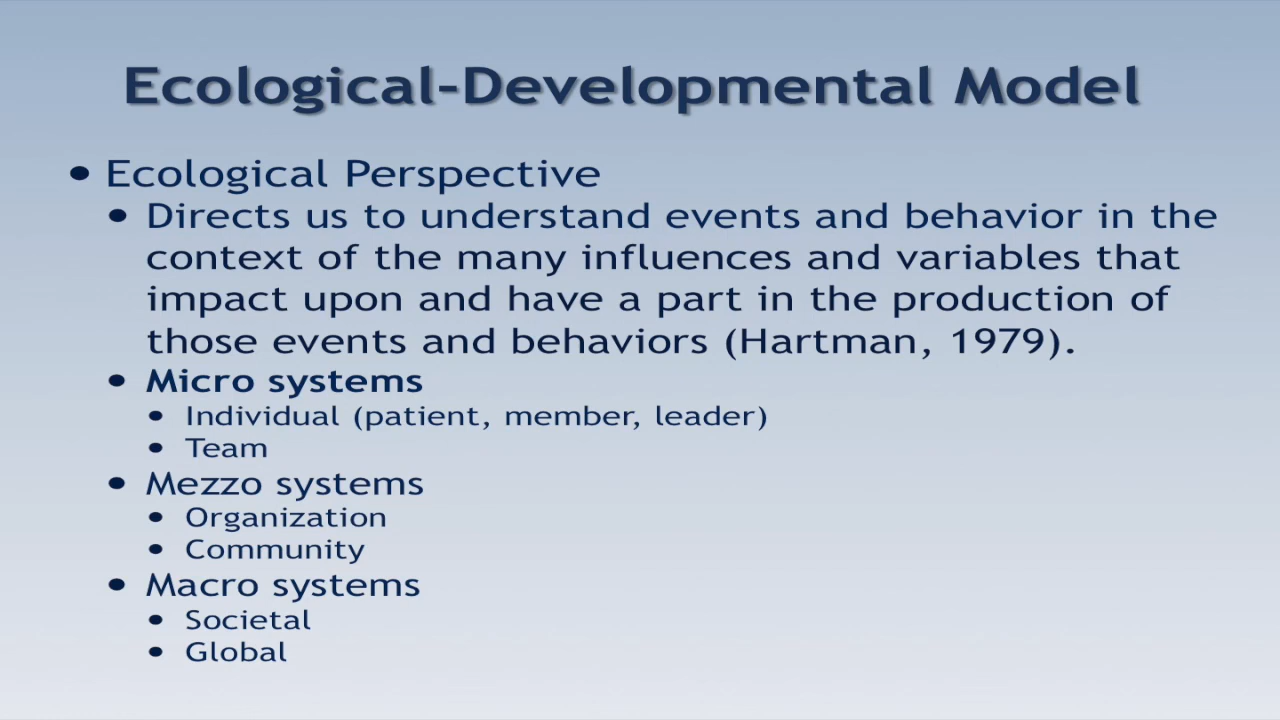 Ecological-Developmental Model
• Ecological Perspective
• Directs us to understand events and behavior in the
context of the many influences and variables that
impact upon and have a part in the production of
those events and behaviors (Hartman, 1979).
• Micro systems
• Individual (patient, member, leader)
• Team
• Mezzo systems
• Organization
• Community
• Macro systems
• Societal
• Global